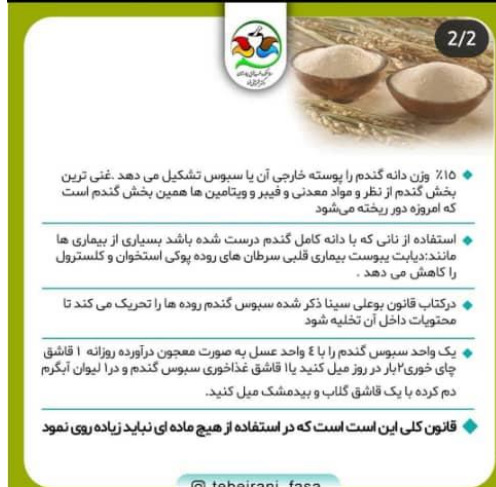 2/2
۱۵٪ وزن دانه گندم را پوسته خارجی آن یا سبوس تشکیل می دهد .غنی ترین
بخش گندم از نظر و مواد معدنی و فیبر و ویتامین ها همین بخش گندم است
که امروزه دور ریخته می‌شود
استفاده از نانی که با دانه کامل گندم درست شده باشد بسیاری از بیماری ها
مانند:دیابت یبوست بیماری قلبی سرطان های روده پوکی استخوان و کلسترول
را کاهش می دهد .
درکتاب قانون بوعلی سینا ذکر شده سبوس گندم روده ها را تحریک می کند تا
محتویات داخل آن تخلیه شود
یک واحد سبوس گندم را با ٤ واحد عسل به صورت معجون درآورده روزانه ۱ قاشق
چای خوری۲بار در روز میل کنید یا۱ قاشق غذاخوری سبوس گندم و در۱ لیوان آبگرم
دم کرده با یک قاشق گلاب و بیدمشک میل کنید.
قانون کلی این است است که در استفاده از هیچ ماده ای نباید زیاده روی نمود
tebeirani_fasa